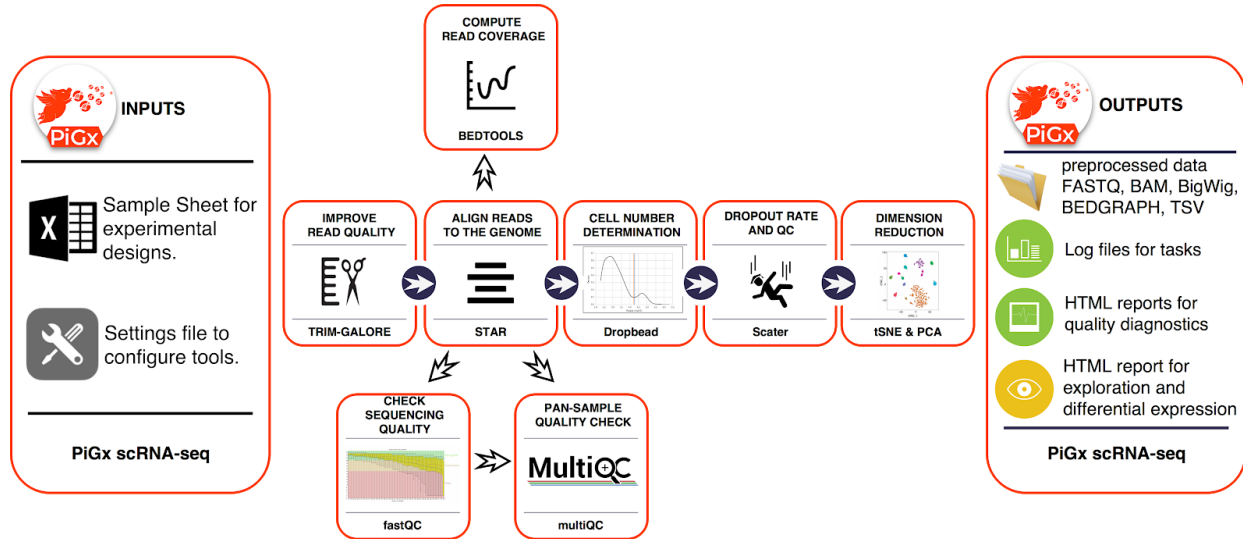 PiGx
INPUTS
Sample Sheet for
experimental
designs.
Settings file to
configure tools.
PiGx scRNA-seq
COMPUTE
READ COVERAGE
BEDTOOLS
IMPROVE
READ QUALITY
TRIM-GALORE
ALIGN READS
TO THE GENOME
STAR
CELL NUMBER
DETERMINATION
Dropbead
DROPOUT RATE
AND QC
Scater
DIMENSION
REDUCTION
tSNE & PCA
CHECK
SEQUENCING
QUALITY
fastQC
PAN-SAMPLE
QUALITY CHECK
MultiQC
multiQC
PiGx
OUTPUTS
preprocessed data
FASTQ, BAM, BigWig,
BEDGRAPH, TSV
Log files for tasks
HTML reports for
quality diagnostics
HTML report for
exploration and
differential expression
PiGx scRNA-seq